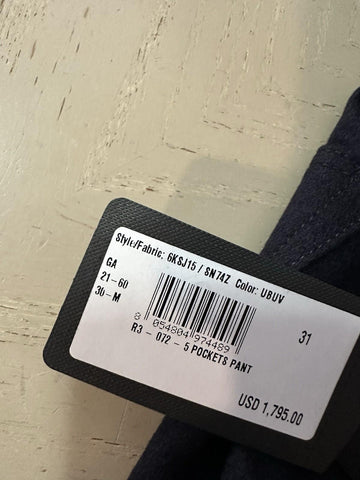 Style/Fabric: 6KSJ15 / SN74Z Color: UBUV
GA
21-60
30-M
31
8 054804 974489
R3 - 072 - 5 POCKETS PANT
USD 1,795.00